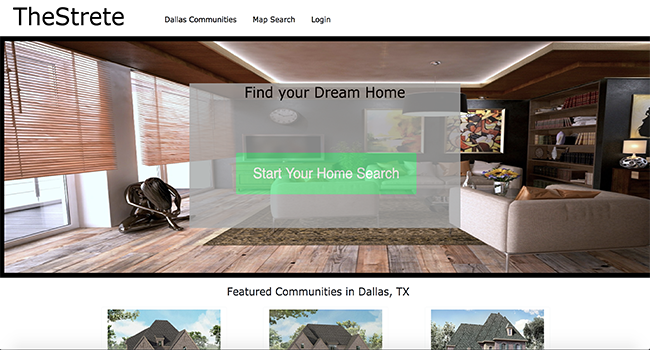 TheStrete
Dallas Communities Map Search Login
Find your Dream Home
Start Your Home Search
Featured Communities in Dallas, TX